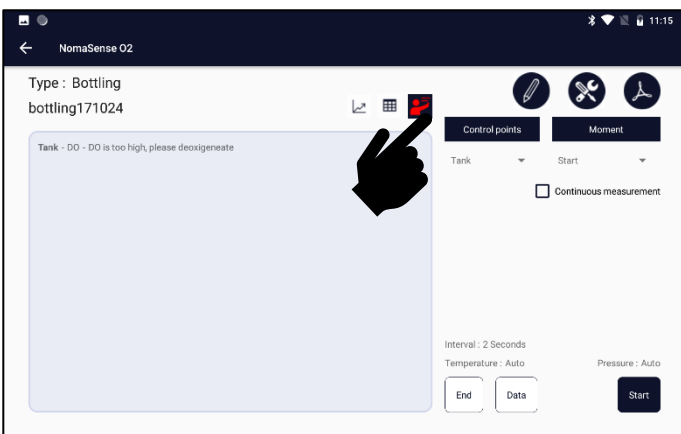 11:15
NomaSense O2
Type : Bottling
bottling171024
Control points
Moment
Tank - DO - DO is too high, please deoxigeneate
Tank
Start
Continuous measurement
Interval : 2 Seconds
Temperature : Auto
Pressure : Auto
End
Data
Start